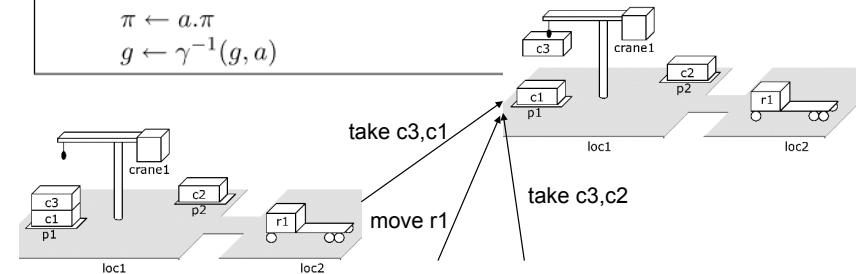 π ← a.π
g ← γ⁻¹(g, a)
c3
crane1
c1
p1
c2
p2
r1
loc1
loc2
take c3,c1
move r1
take c3,c2
crane1
c3
c1
p1
c2
p2
r1
loc1
loc2